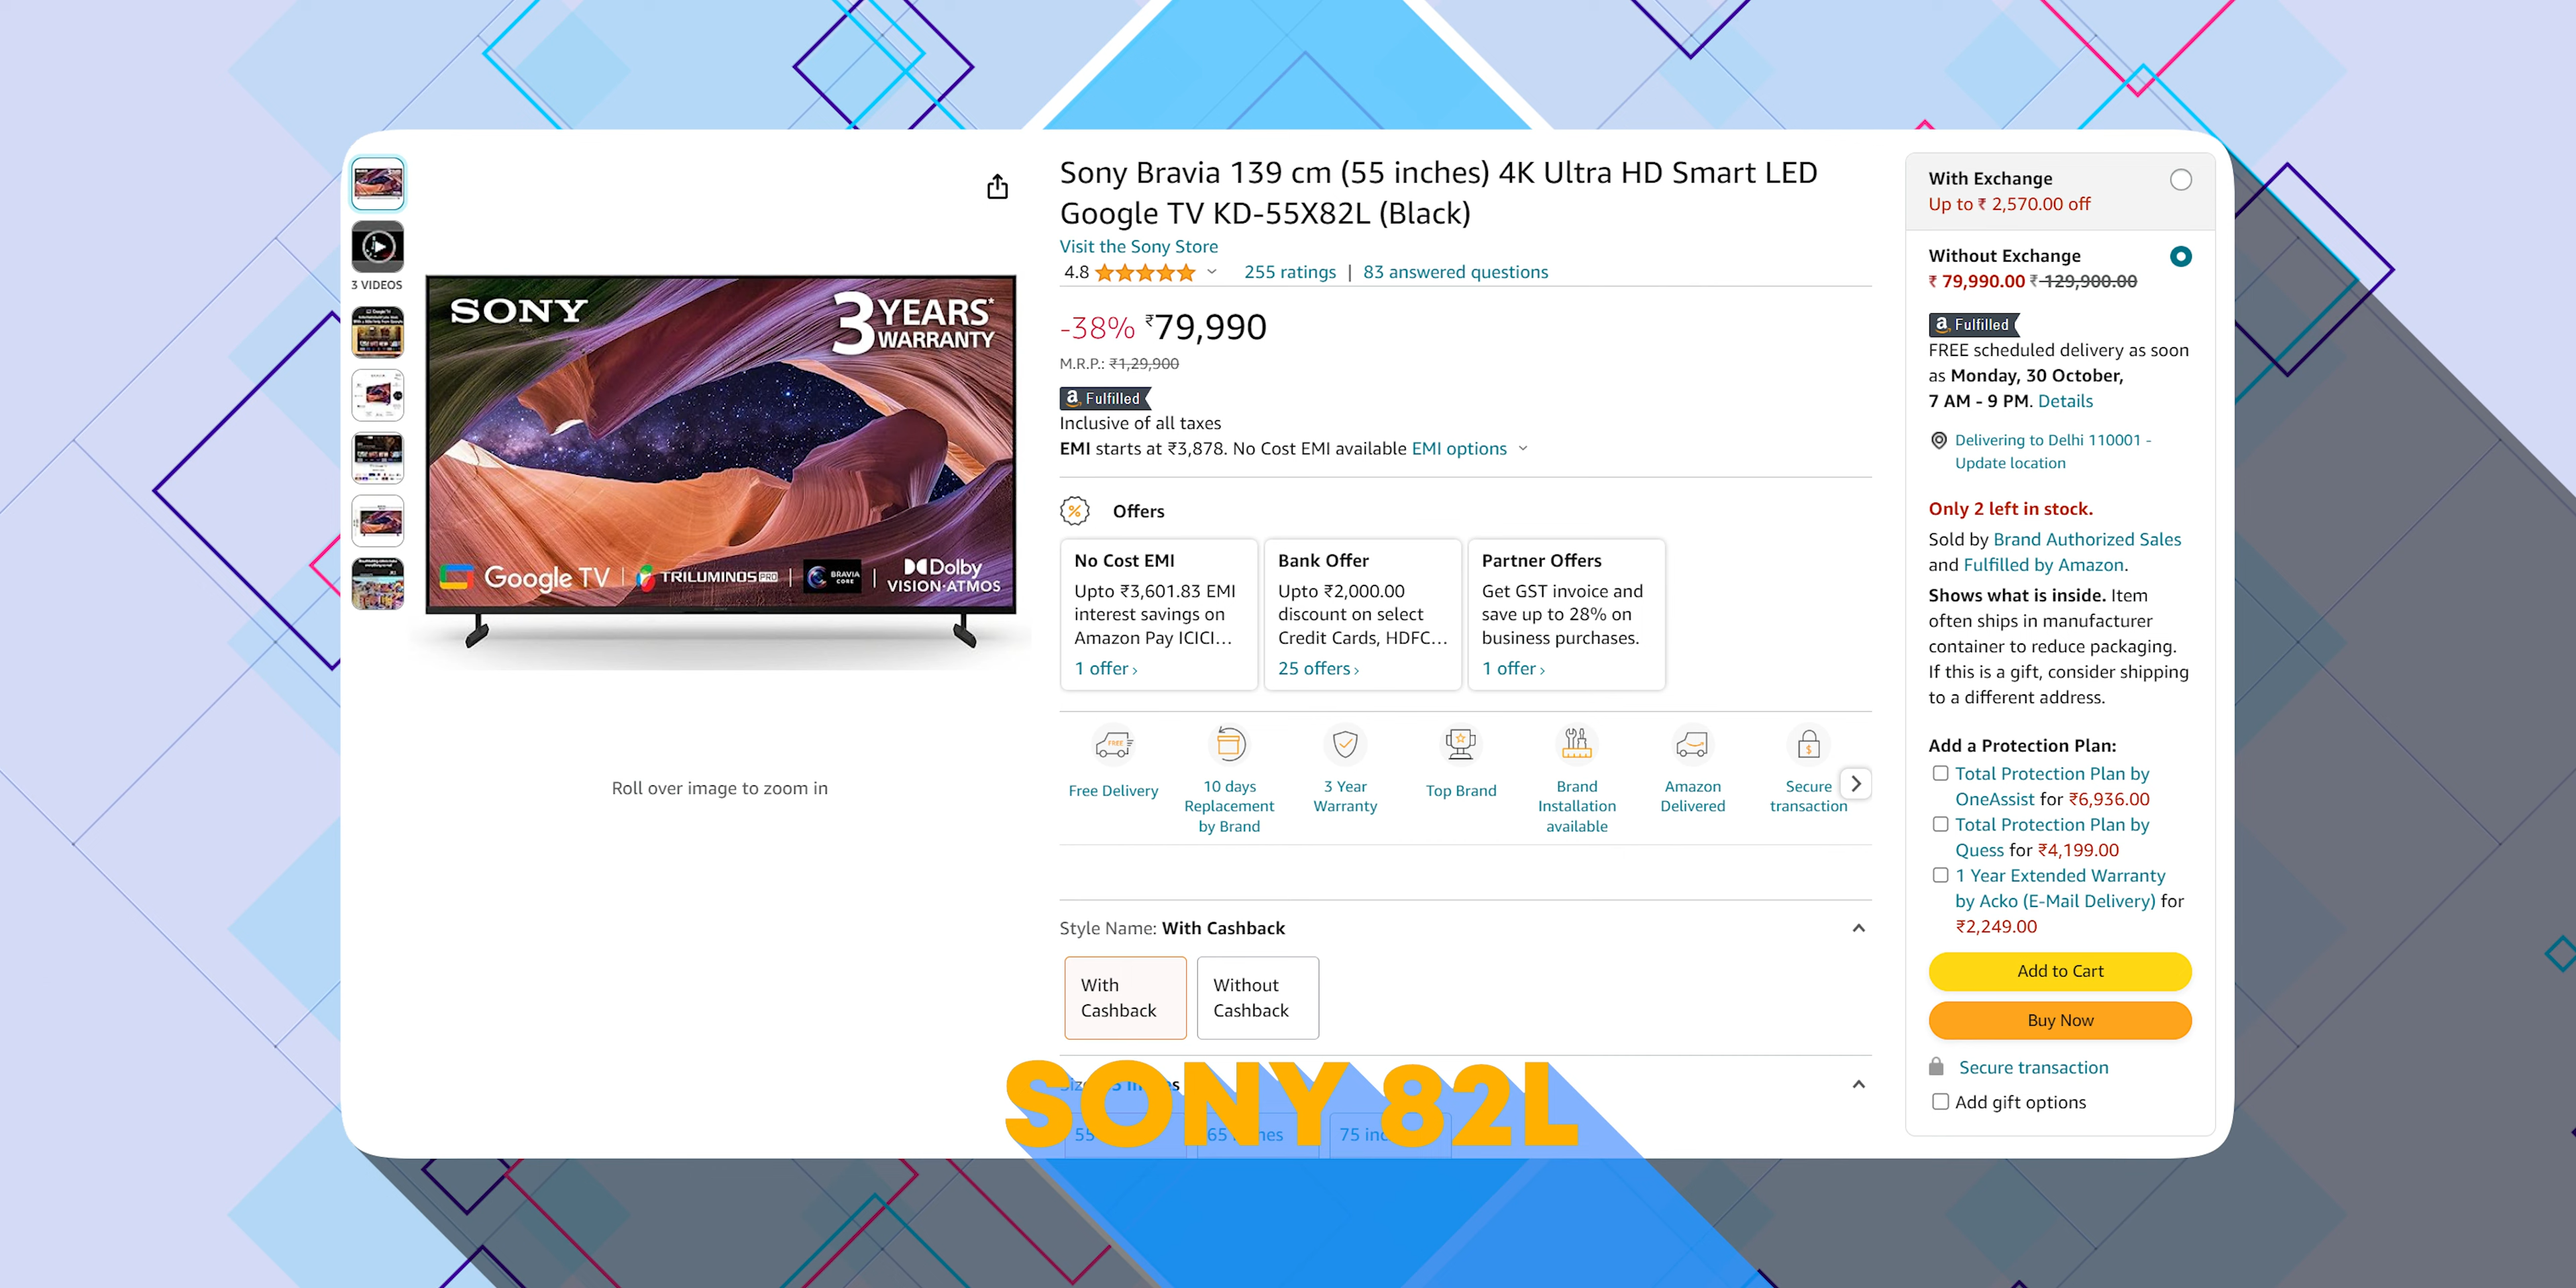 3 VIDEOS
SONY
3 YEARS*
WARRANTY
Google TV | TRILUMINOS PRO | BRAVIA CORE | Dolby
VISION·ATMOS
Roll over image to zoom in
Sony Bravia 139 cm (55 inches) 4K Ultra HD Smart LED
Google TV KD-55X82L (Black)
Visit the Sony Store
4.8 255 ratings | 83 answered questions
-38% ₹79,990
M.R.P.: ₹1,29,900
a Fulfilled
Inclusive of all taxes
EMI starts at ₹3,878. No Cost EMI available EMI options
Offers
No Cost EMI
Upto ₹3,601.83 EMI
interest savings on
Amazon Pay ICICI…
1 offer ›
Bank Offer
Upto ₹2,000.00
discount on select
Credit Cards, HDFC…
25 offers ›
Partner Offers
Get GST invoice and
save up to 28% on
business purchases.
1 offer ›
FREE
Free Delivery
10 days
Replacement
by Brand
3 Year
Warranty
Top Brand
Brand
Installation
available
Amazon
Delivered
Secure
transaction
Style Name: With Cashback
With
Cashback
Without
Cashback
SONY 82L
55
75
With Exchange
Up to ₹ 2,570.00 off
Without Exchange
₹ 79,990.00 ₹ 129,900.00
a Fulfilled
FREE scheduled delivery as soon
as Monday, 30 October,
7 AM - 9 PM. Details
Delivering to Delhi 110001 -
Update location
Only 2 left in stock.
Sold by Brand Authorized Sales
and Fulfilled by Amazon.
Shows what is inside. Item
often ships in manufacturer
container to reduce packaging.
If this is a gift, consider shipping
to a different address.
Add a Protection Plan:
Total Protection Plan by
OneAssist for ₹6,936.00
Total Protection Plan by
Quess for ₹4,199.00
1 Year Extended Warranty
by Acko (E-Mail Delivery) for
₹2,249.00
Add to Cart
Buy Now
Secure transaction
Add gift options